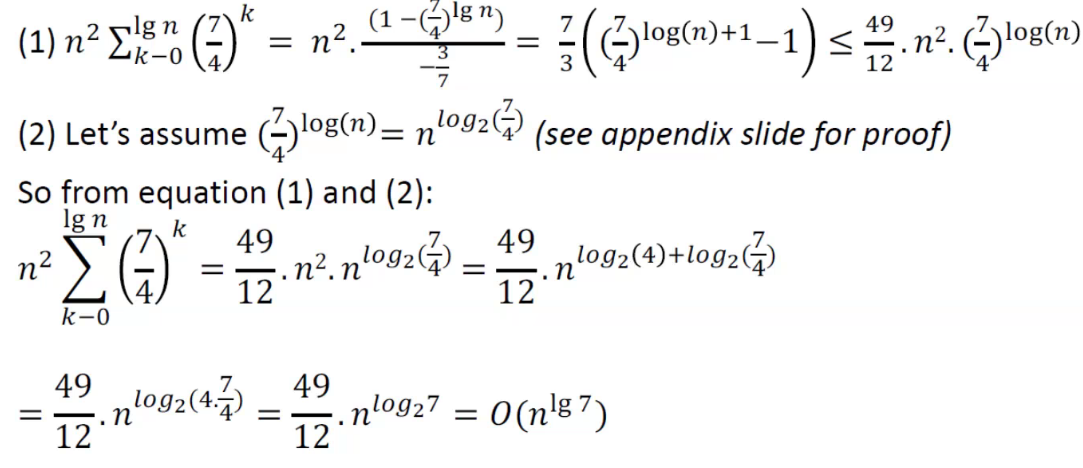 (1) n² ∑_{k−0}^{lg n} (7/4)^k = n². (1 −(7/4)^{lg n}) / (−3/7) = 7/3 ((7/4)^{log(n)+1} −1) ≤ 49/12 . n². (7/4)^{log(n)}
(2) Let’s assume (7/4)^{log(n)} = n^{log₂(7/4)} (see appendix slide for proof)
So from equation (1) and (2):
n² ∑_{k−0}^{lg n} (7/4)^k = 49/12 . n². n^{log₂(7/4)} = 49/12 . n^{log₂(4)+log₂(7/4)}
= 49/12 . n^{log₂(4.7/4)} = 49/12 . n^{log₂7} = O(n^{lg 7})